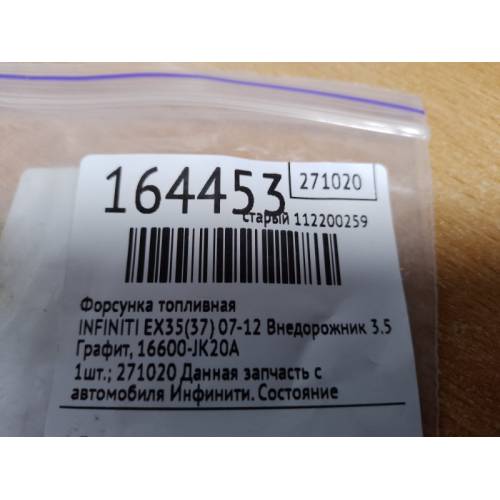 164453 271020
старый 112200259
Форсунка топливная
INFINITI EX35(37) 07-12 Внедорожник 3.5
Графит, 16600-JK20A
1шт.; 271020 Данная запчасть с
автомобиля Инфинити. Состояние